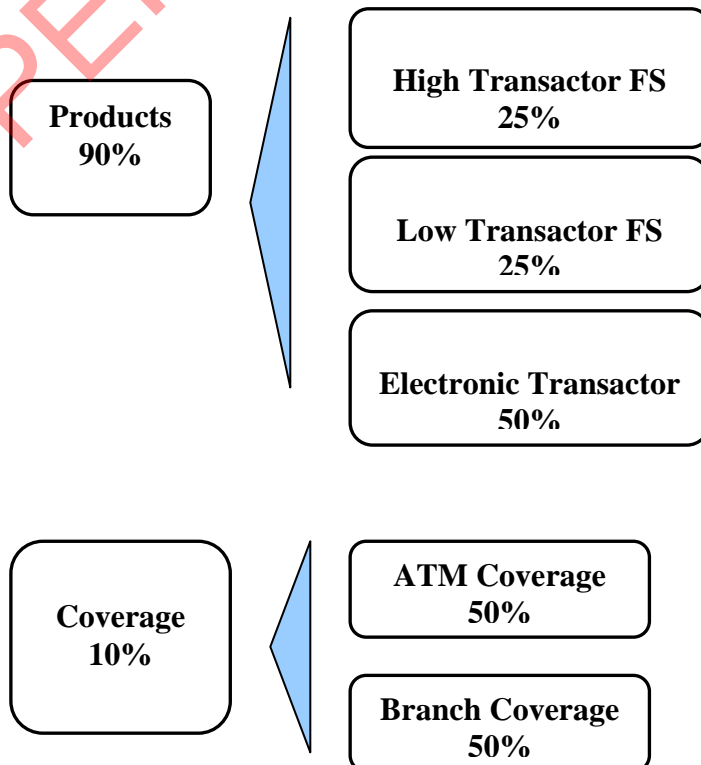 Products
90%
High Transactor FS
25%
Low Transactor FS
25%
Electronic Transactor
50%
Coverage
10%
ATM Coverage
50%
Branch Coverage
50%